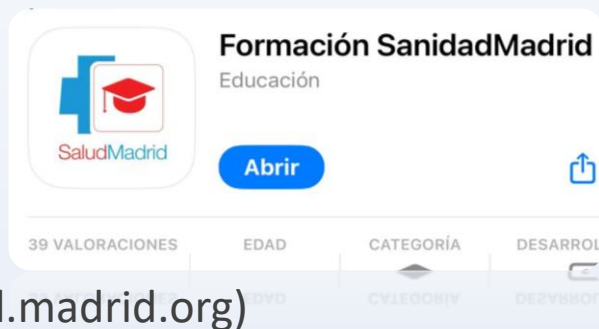 Formación SanidadMadrid
Educación
SaludMadrid
Abrir
39 VALORACIONES EDAD CATEGORÍA
.madrid.org)